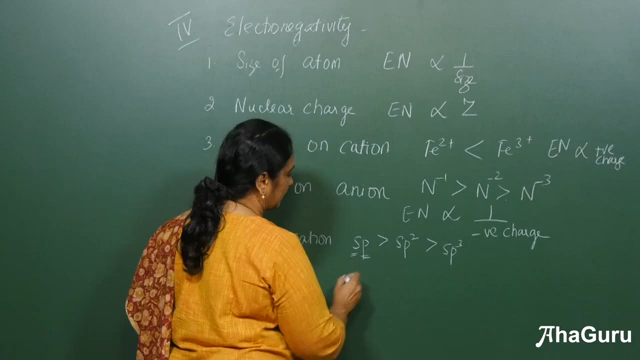 IV Electronegativity -
1 Size of atom EN ∝ 1/Size
2 Nuclear charge EN ∝ Z
3. on cation Fe²⁺ < Fe³⁺ EN ∝ +ve charge
on anion N⁻¹ > N⁻² > N⁻³
EN ∝ 1/-ve charge
sp > sp² > sp³
AhaGuru